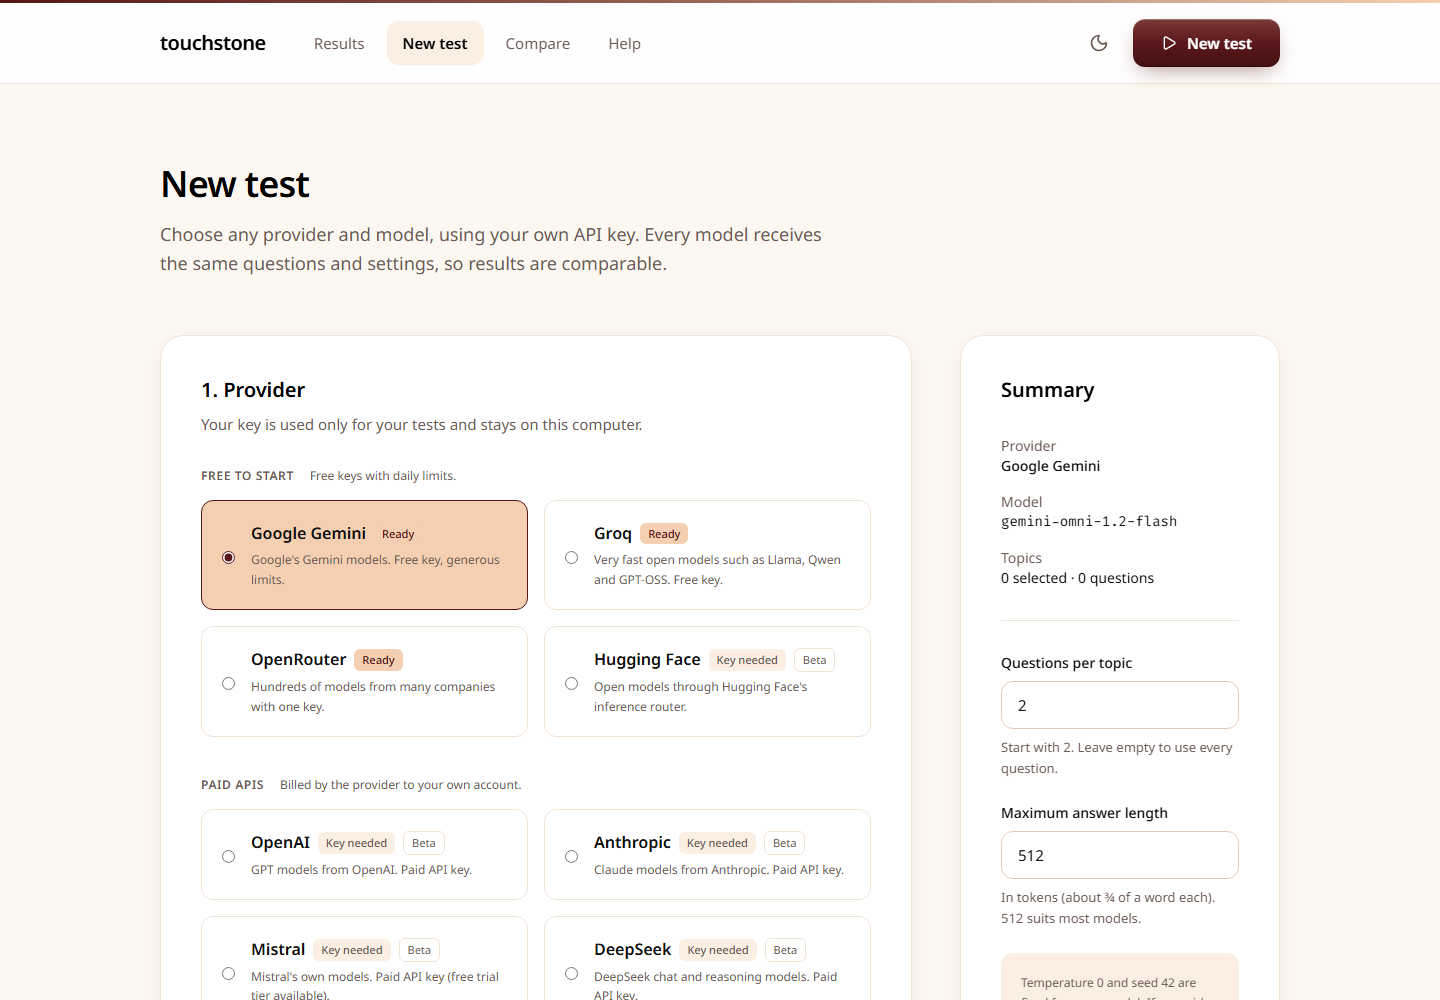 touchstone
Results
New test
Compare
Help
New test
New test
Choose any provider and model, using your own API key. Every model receives
the same questions and settings, so results are comparable.
1. Provider
Your key is used only for your tests and stays on this computer.
FREE TO START Free keys with daily limits.
Google Gemini Ready
Google's Gemini models. Free key, generous
limits.
Groq Ready
Very fast open models such as Llama, Qwen
and GPT-OSS. Free key.
OpenRouter Ready
Hundreds of models from many companies
with one key.
Hugging Face Key needed Beta
Open models through Hugging Face's
inference router.
PAID APIS Billed by the provider to your own account.
OpenAI Key needed Beta
GPT models from OpenAI. Paid API key.
Anthropic Key needed Beta
Claude models from Anthropic. Paid API key.
Mistral Key needed Beta
Mistral's own models. Paid API key (free trial
tier available).
DeepSeek Key needed Beta
DeepSeek chat and reasoning models. Paid
API key.
Summary
Provider
Google Gemini
Model
gemini-omni-1.2-flash
Topics
0 selected · 0 questions
Questions per topic
2
Start with 2. Leave empty to use every
question.
Maximum answer length
512
In tokens (about ¾ of a word each).
512 suits most models.
Temperature 0 and seed 42 are